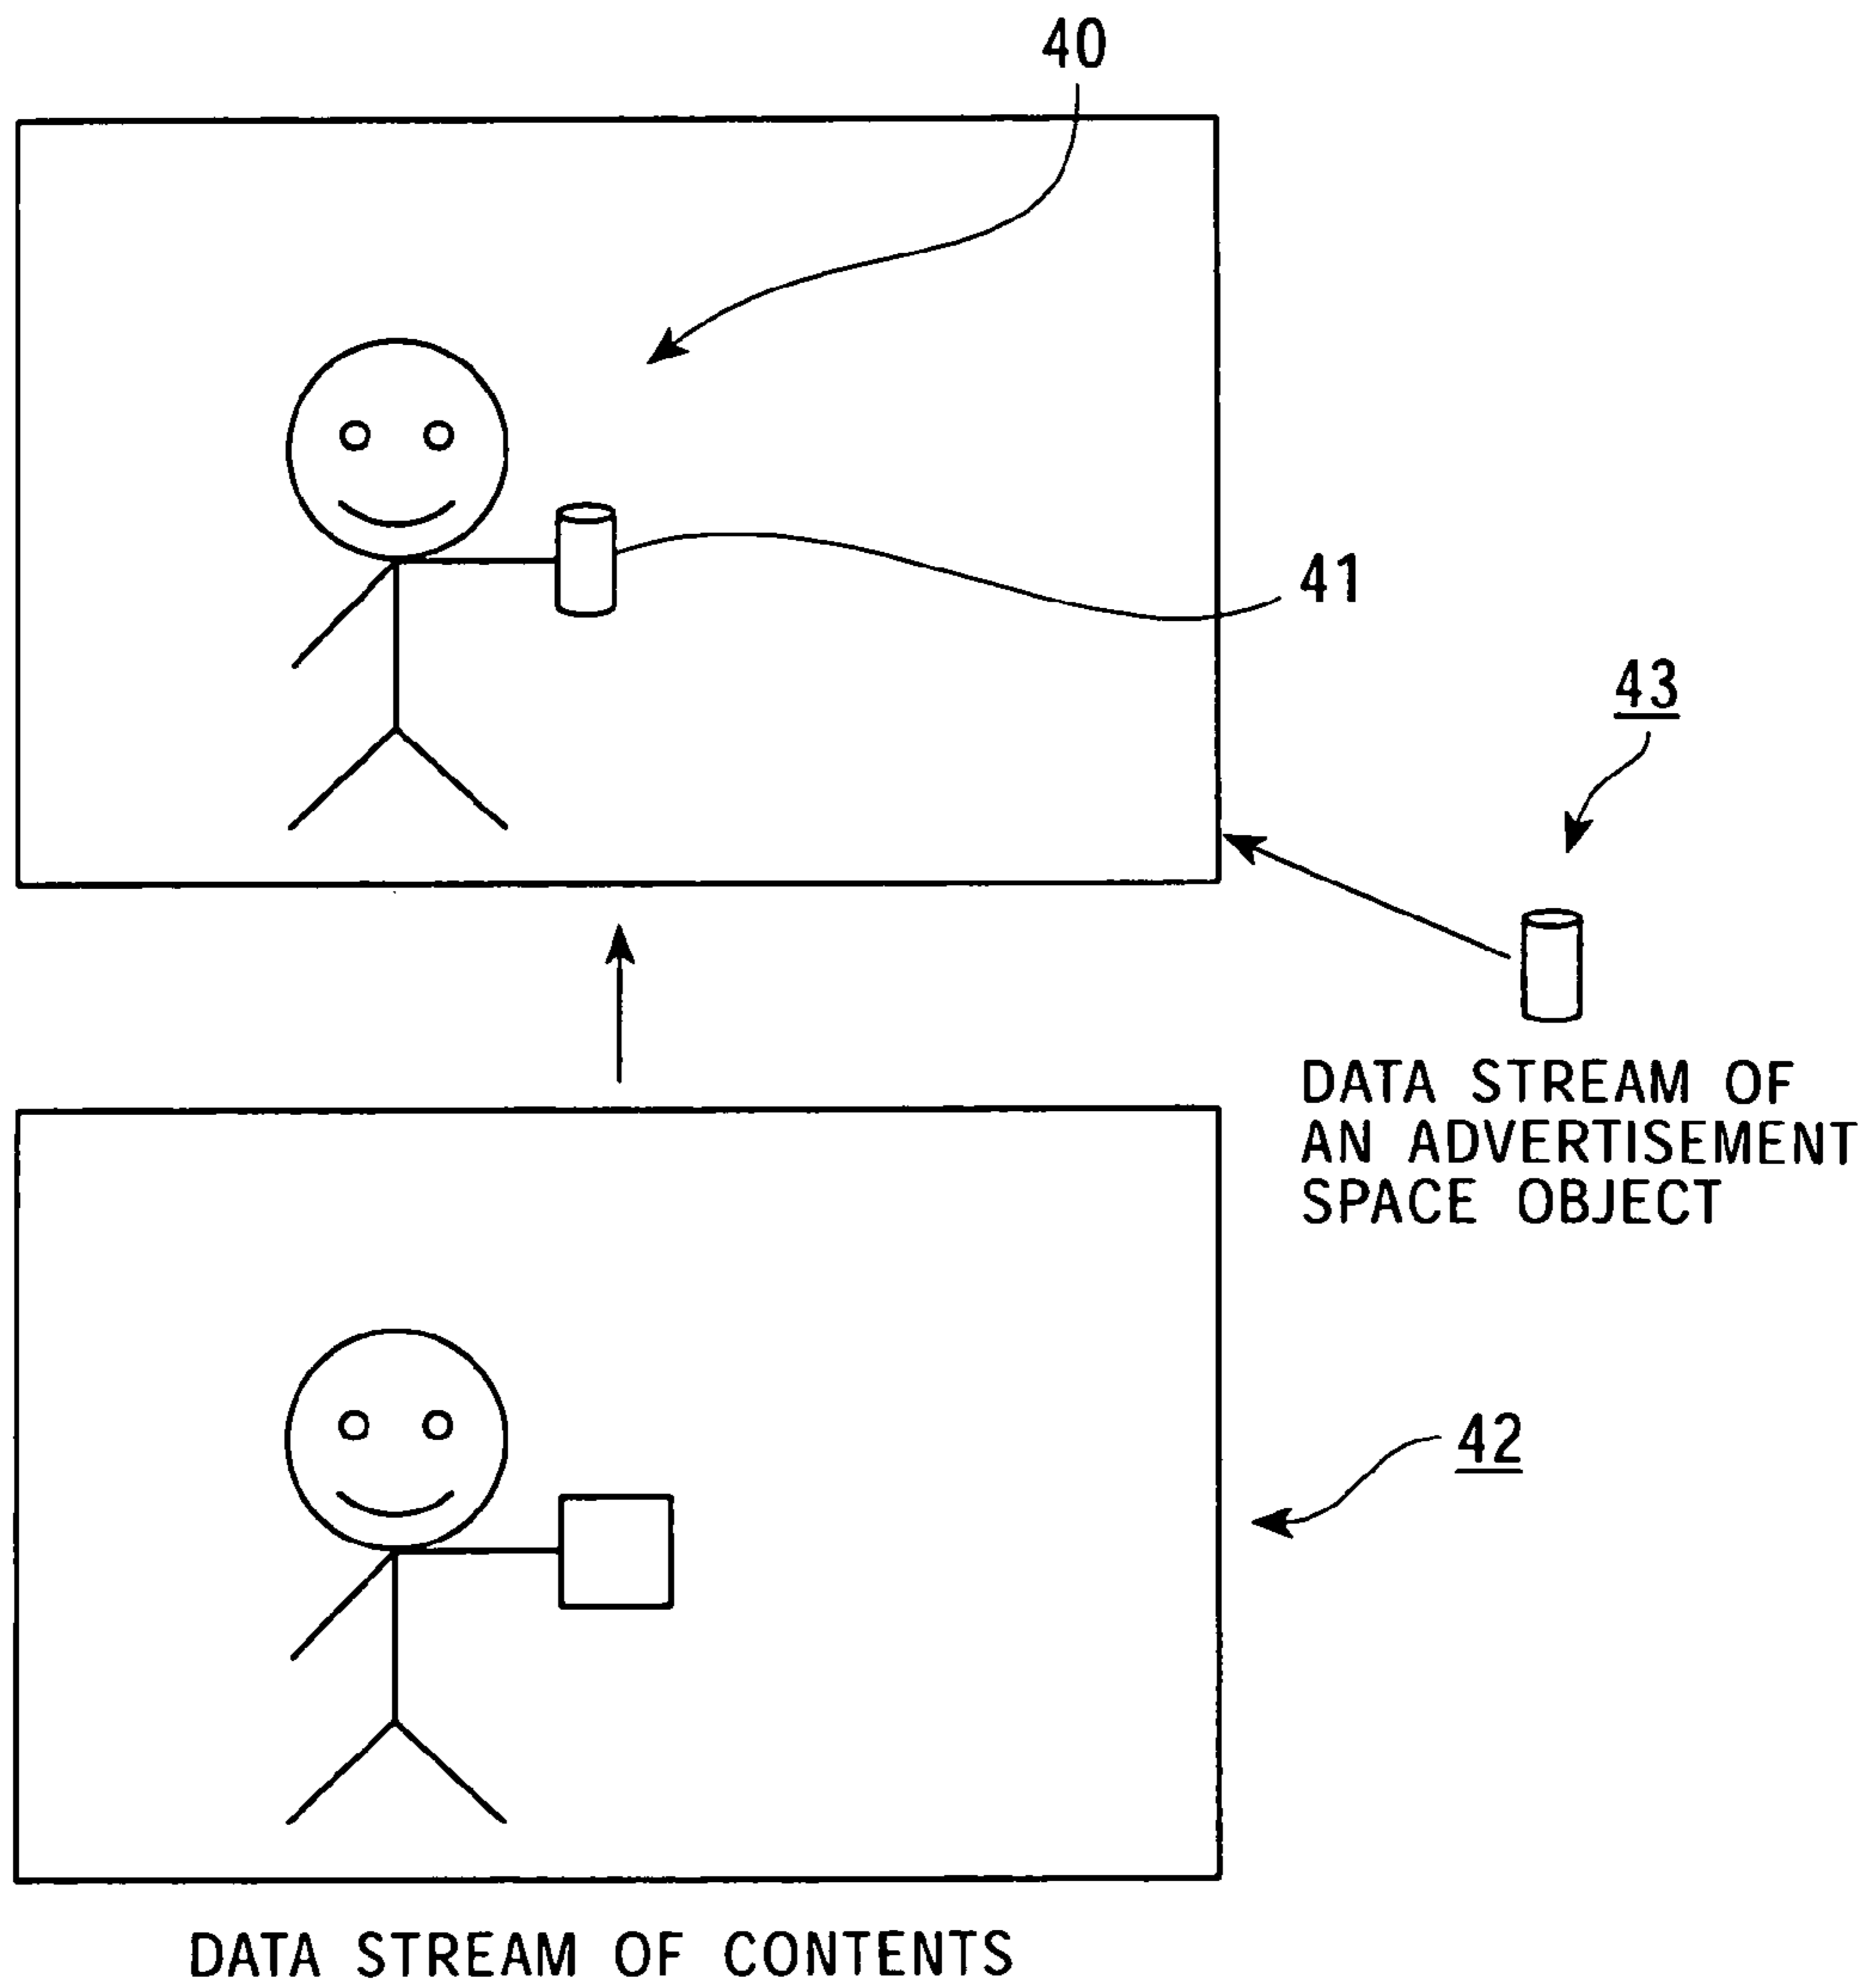 40
41
43
DATA STREAM OF
AN ADVERTISEMENT
SPACE OBJECT
42
DATA STREAM OF CONTENTS